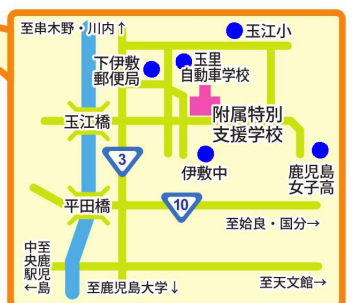 至串木野・川内↑
玉江小
下伊敷
郵便局
玉里
自動車学校
附属特別
支援学校
玉江橋
3
伊敷中
鹿児島
女子高
平田橋
10
至姶良・国分→
至鹿児島
中央駅←
至鹿児島大学↓
至天文館→